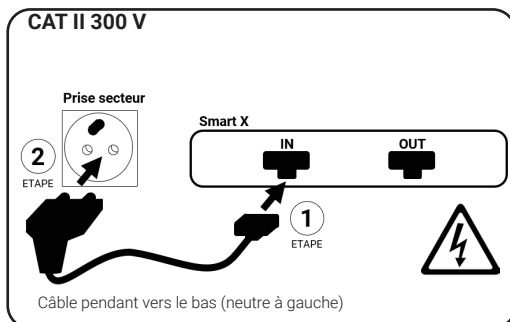 CAT II 300 V
Prise secteur
Smart X
IN
OUT
2
ETAPE
1
ETAPE
Câble pendant vers le bas (neutre à gauche)